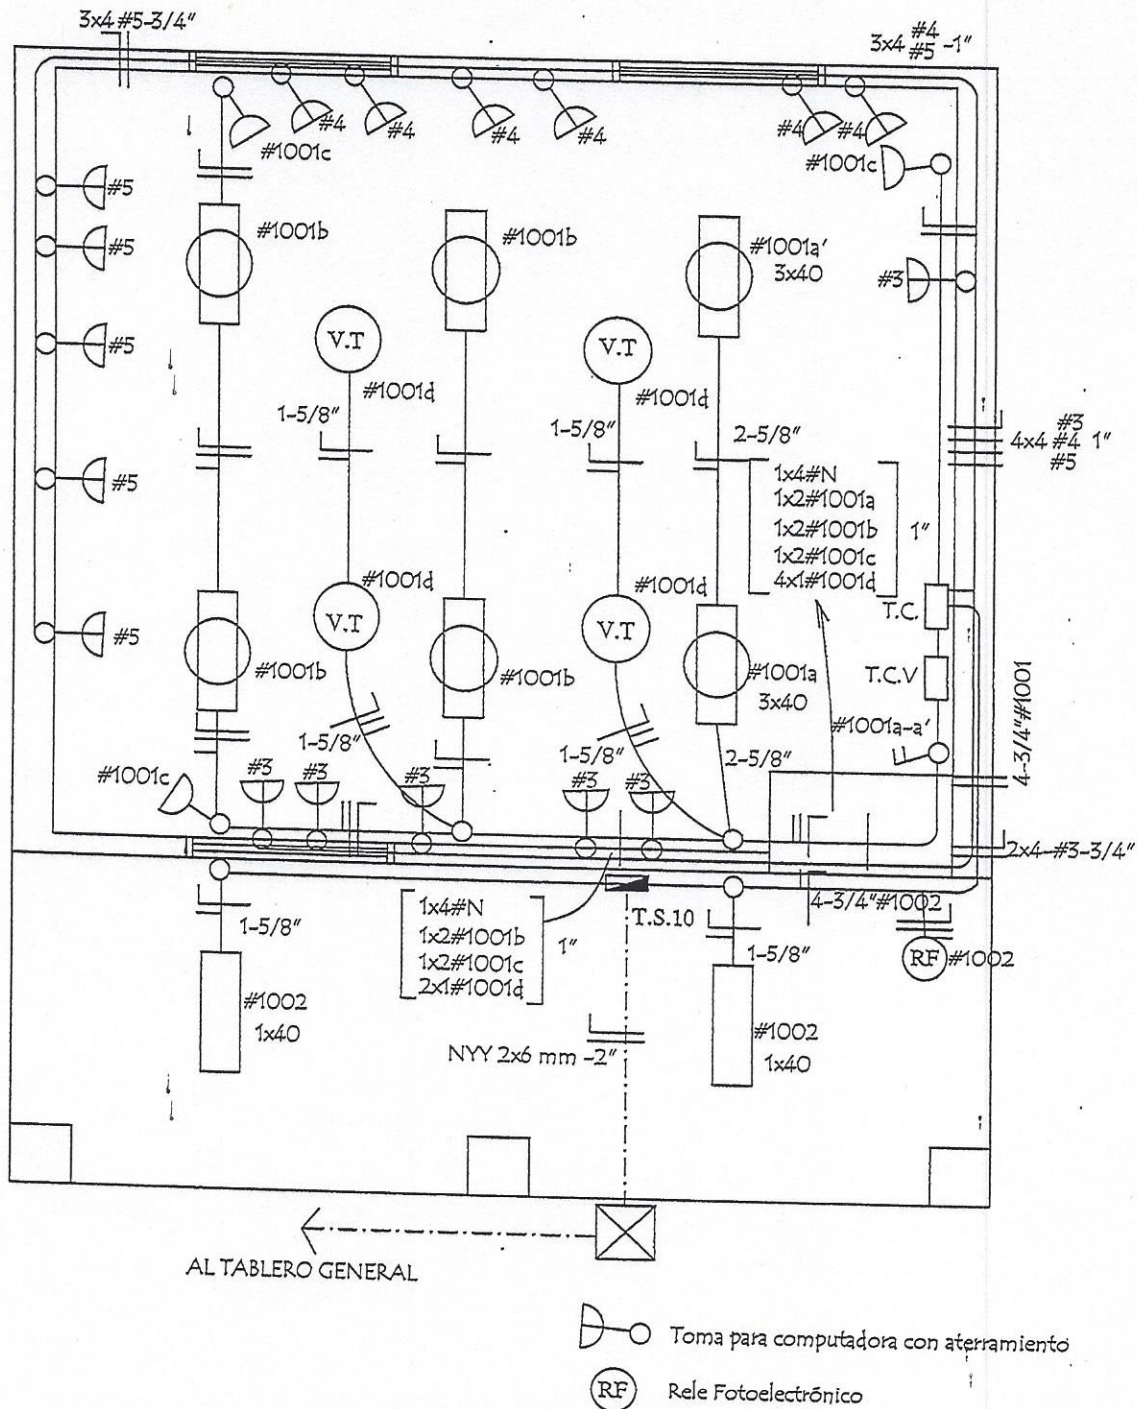 3x4 #5-3/4"
3x4 #4
#5 -1"
#4
#4
#4
#4
#4
#4
#1001c
#1001c
#5
#5
#5
#5
#5
#1001b
#1001b
#1001a'
3x40
#3
V.T
V.T
#1001d
#1001d
1-5/8"
1-5/8"
2-5/8"
#3
4x4 #4 1"
#5
1x4#N
1x2#1001a
1x2#1001b
1x2#1001c
4x1#1001d
1"
#1001d
#1001d
V.T
V.T
T.C.
T.C.V
#1001b
#1001b
#1001a
3x40
#1001a-a'
4-3/4"#1001
1-5/8"
1-5/8"
2-5/8"
#1001c
#3
#3
#3
#3
#3
2x4-#3-3/4"
1-5/8"
1x4#N
1x2#1001b
1x2#1001c
2x1#1001d
1"
T.S.10
4-3/4"#1002
1-5/8"
RF #1002
#1002
1x40
#1002
1x40
NYY 2x6 mm -2"
AL TABLERO GENERAL
Toma para computadora con aterramiento
RF Rele Fotoelectrónico